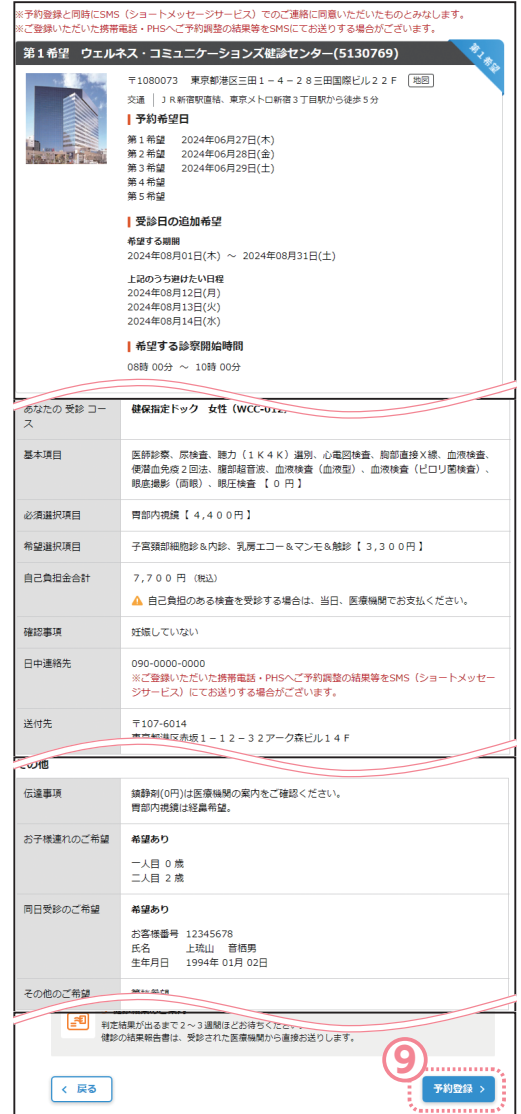 ※予約登録と同時にSMS（ショートメッセージサービス）でのご連絡に同意いただいたものとみなします。
※ご登録いただいた携帯電話・PHSへご予約調整の結果等をSMSにてお送りする場合がございます。
第１希望　ウェルネス・コミュニケーションズ健診センター(5130769)
第１希望
〒1080073　東京都港区三田１－４－２８三田国際ビル２２Ｆ　地図
交通 ｜ ＪＲ新宿駅直結、東京メトロ新宿３丁目駅から徒歩５分
予約希望日
第１希望　2024年06月27日(木)
第２希望　2024年06月28日(金)
第３希望　2024年06月29日(土)
第４希望
第５希望
受診日の追加希望
希望する期間
2024年08月01日(木) ～ 2024年08月31日(土)
上記のうち避けたい日程
2024年08月12日(月)
2024年08月13日(火)
2024年08月14日(水)
希望する診察開始時間
08時 00分 ～ 10時 00分
あなたの 受診 コース
健保指定ドック　女性（WCC-012）
基本項目
医師診察、尿検査、聴力（１Ｋ４Ｋ）選別、心電図検査、胸部直接Ｘ線、血液検査、
便潜血免疫２回法、腹部超音波、血液検査（血液型）、血液検査（ピロリ菌検査）、
眼底撮影（両眼）、眼圧検査 【 ０ 円 】
必須選択項目
胃部内視鏡【 ４,４００円 】
希望選択項目
子宮頸部細胞診＆内診、乳房エコー＆マンモ＆触診【 ３,３００円 】
自己負担金合計
７,７００ 円 （税込）
自己負担のある検査を受診する場合は、当日、医療機関でお支払ください。
確認事項
妊娠していない
日中連絡先
090-0000-0000
※ご登録いただいた携帯電話・PHSへご予約調整の結果等をSMS（ショートメッセー
ジサービス）にてお送りする場合がございます。
送付先
〒107-6014
東京都港区赤坂１－１２－３２アーク森ビル１４Ｆ
その他
伝達事項
鎮静剤(0円)は医療機関の案内をご確認ください。
胃部内視鏡は経鼻希望。
お子様連れのご希望
希望あり
一人目 ０ 歳
二人目 ２ 歳
同日受診のご希望
希望あり
お客様番号 12345678
氏名　上琉山　音栖男
生年月日　1994年 01月 02日
その他のご希望
判定結果が出るまで２～３週間ほどお待ちください
健診の結果報告書は、受診された医療機関から直接お送りします。
⑨
戻る
予約登録